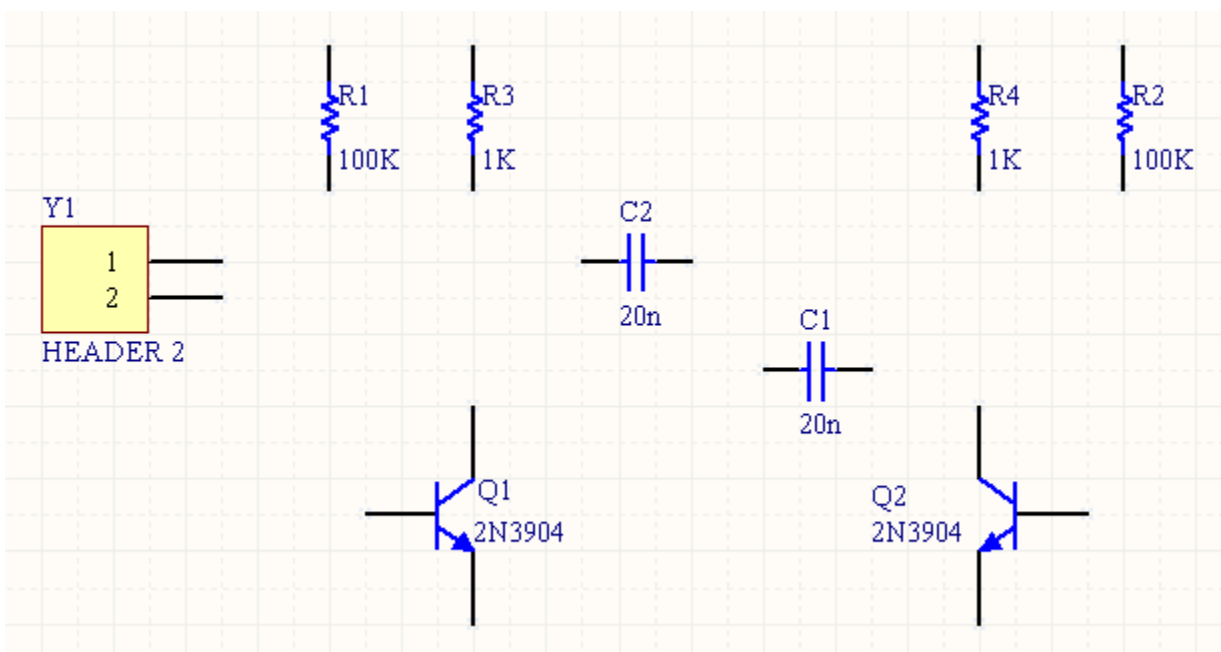 R1
100K
R3
1K
R4
1K
R2
100K
Y1
1
2
HEADER 2
C2
20n
C1
20n
Q1
2N3904
Q2
2N3904